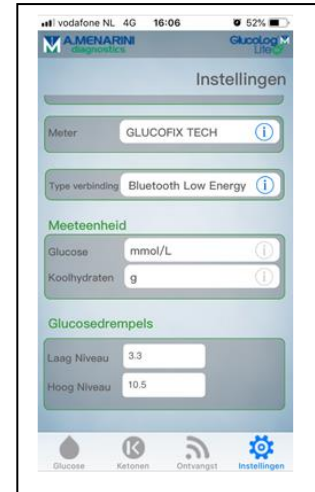 vodafone NL 4G 16:06 52%
A.MENARINI
diagnostics
GlucoLog M
Lite
Instellingen
Meter GLUCOFIX TECH i
Type verbinding Bluetooth Low Energy i
Meeteenheid
Glucose mmol/L i
Koolhydraten g i
Glucosedrempels
Laag Niveau 3.3
Hoog Niveau 10.5
K
Glucose Ketonen Ontvangst Instellingen